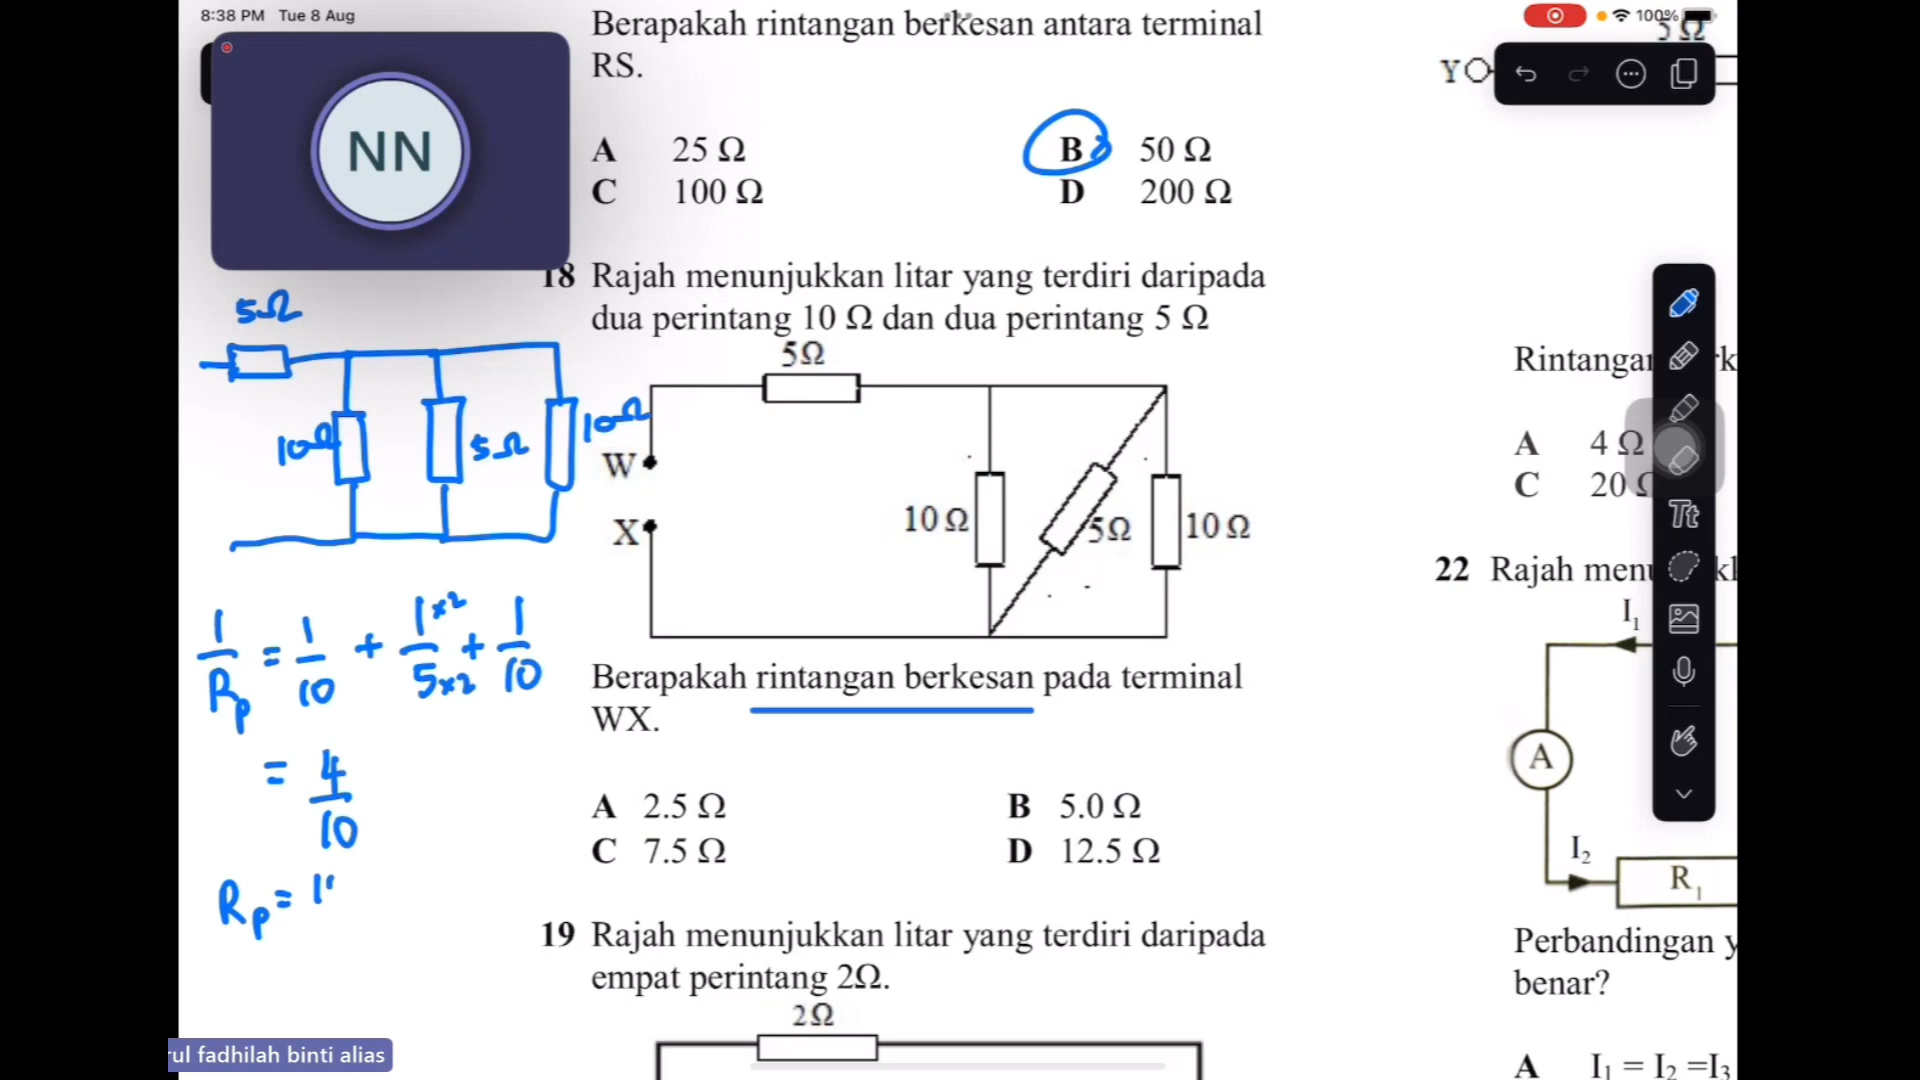 8:38 PM Tue 8 Aug
100%
NN
Berapakah rintangan berkesan antara terminal
RS.
A 25 Ω
B 50 Ω
C 100 Ω
D 200 Ω
18 Rajah menunjukkan litar yang terdiri daripada
dua perintang 10 Ω dan dua perintang 5 Ω
5Ω
W
X
10 Ω
5Ω
10 Ω
Berapakah rintangan berkesan pada terminal
WX.
A 2.5 Ω
B 5.0 Ω
C 7.5 Ω
D 12.5 Ω
19 Rajah menunjukkan litar yang terdiri daripada
empat perintang 2Ω.
2Ω
5Ω
10Ω
5Ω
10Ω
1/Rp = 1/10 + 1×2/5×2 + 1/10
= 4/10
Rp =
rul fadhilah binti alias
5 Ω
Y
Tt
A 4 Ω
C 20
22 Rajah
I₁
A
I₂
R₁
Perbandingan y
benar?
A I₁ = I₂ =I₃